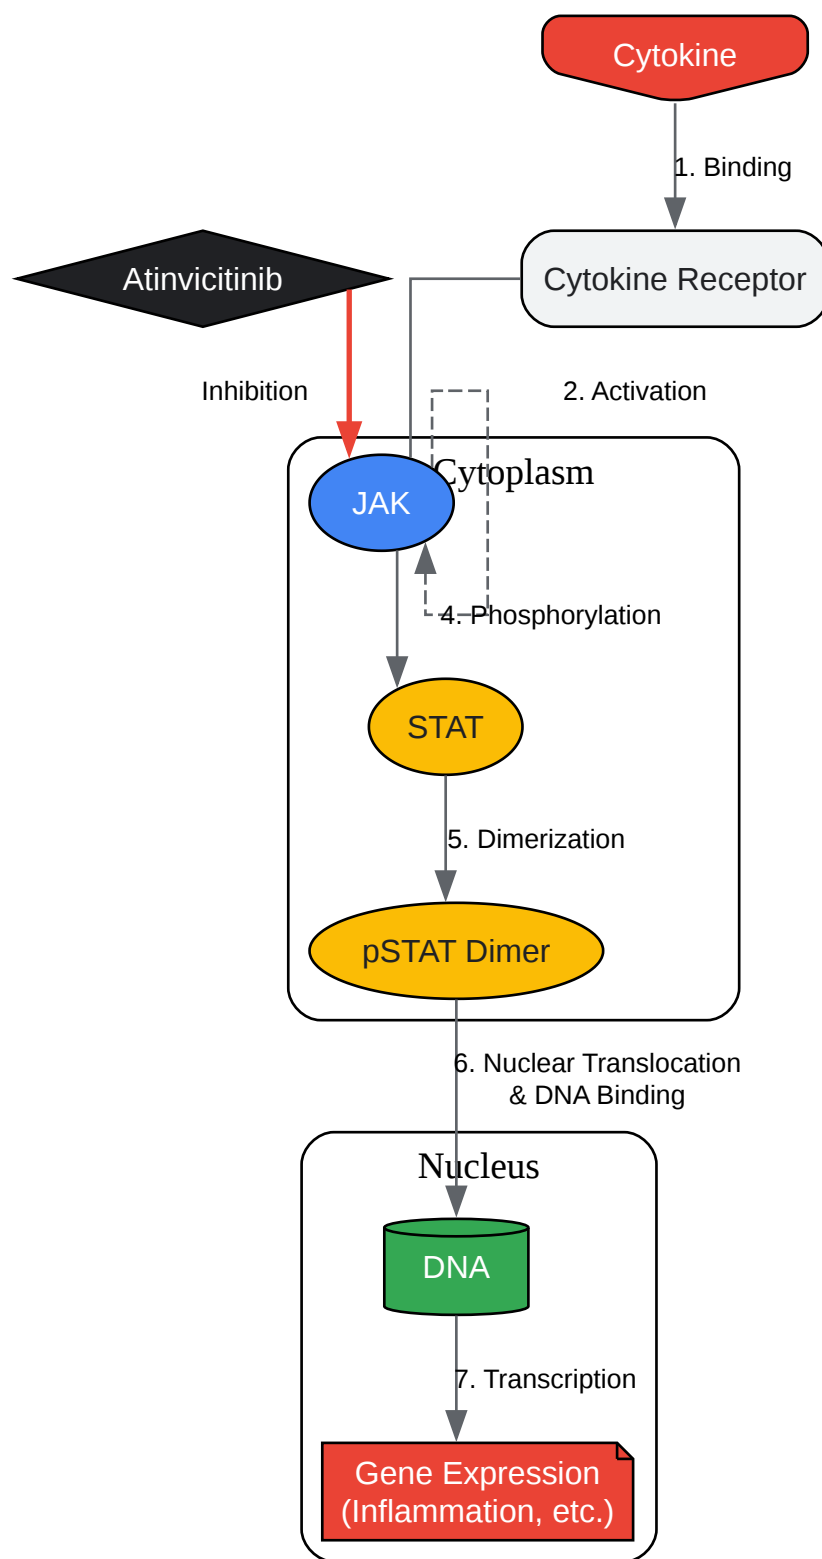 Cytokine
1. Binding
Atinvicitinib
Cytokine Receptor
Inhibition
2. Activation
Cytoplasm
JAK
4. Phosphorylation
STAT
5. Dimerization
pSTAT Dimer
6. Nuclear Translocation
& DNA Binding
Nucleus
DNA
7. Transcription
Gene Expression
(Inflammation, etc.)